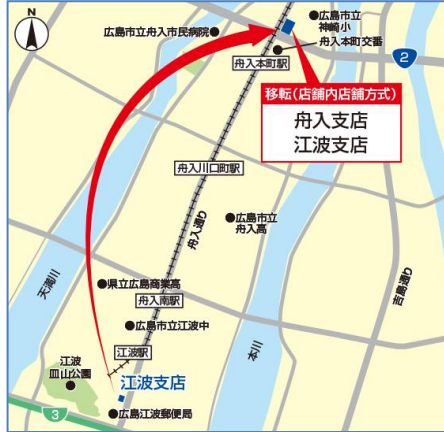 N
広島市立舟入市民病院
広島市立
神崎小
舟入本町交番
舟入本町駅
2
移転(店舗内店舗方式)
舟入支店
江波支店
舟入川口町駅
舟入通り
広島市立
舟入高
吉島通り
天満川
県立広島商業高
舟入南駅
本川
広島市立江波中
江波駅
江波
皿山公園
江波支店
広島江波郵便局
3